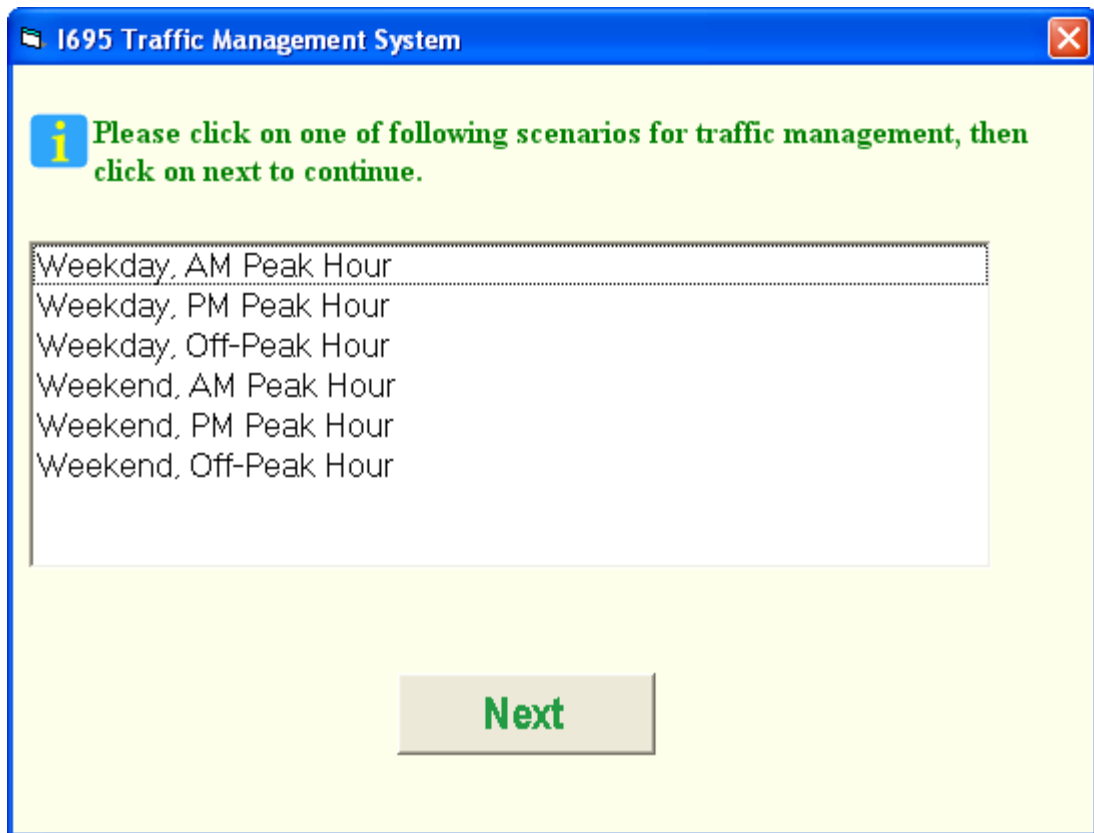 I695 Traffic Management System
Please click on one of following scenarios for traffic management, then
click on next to continue.
Weekday, AM Peak Hour
Weekday, PM Peak Hour
Weekday, Off-Peak Hour
Weekend, AM Peak Hour
Weekend, PM Peak Hour
Weekend, Off-Peak Hour
Next